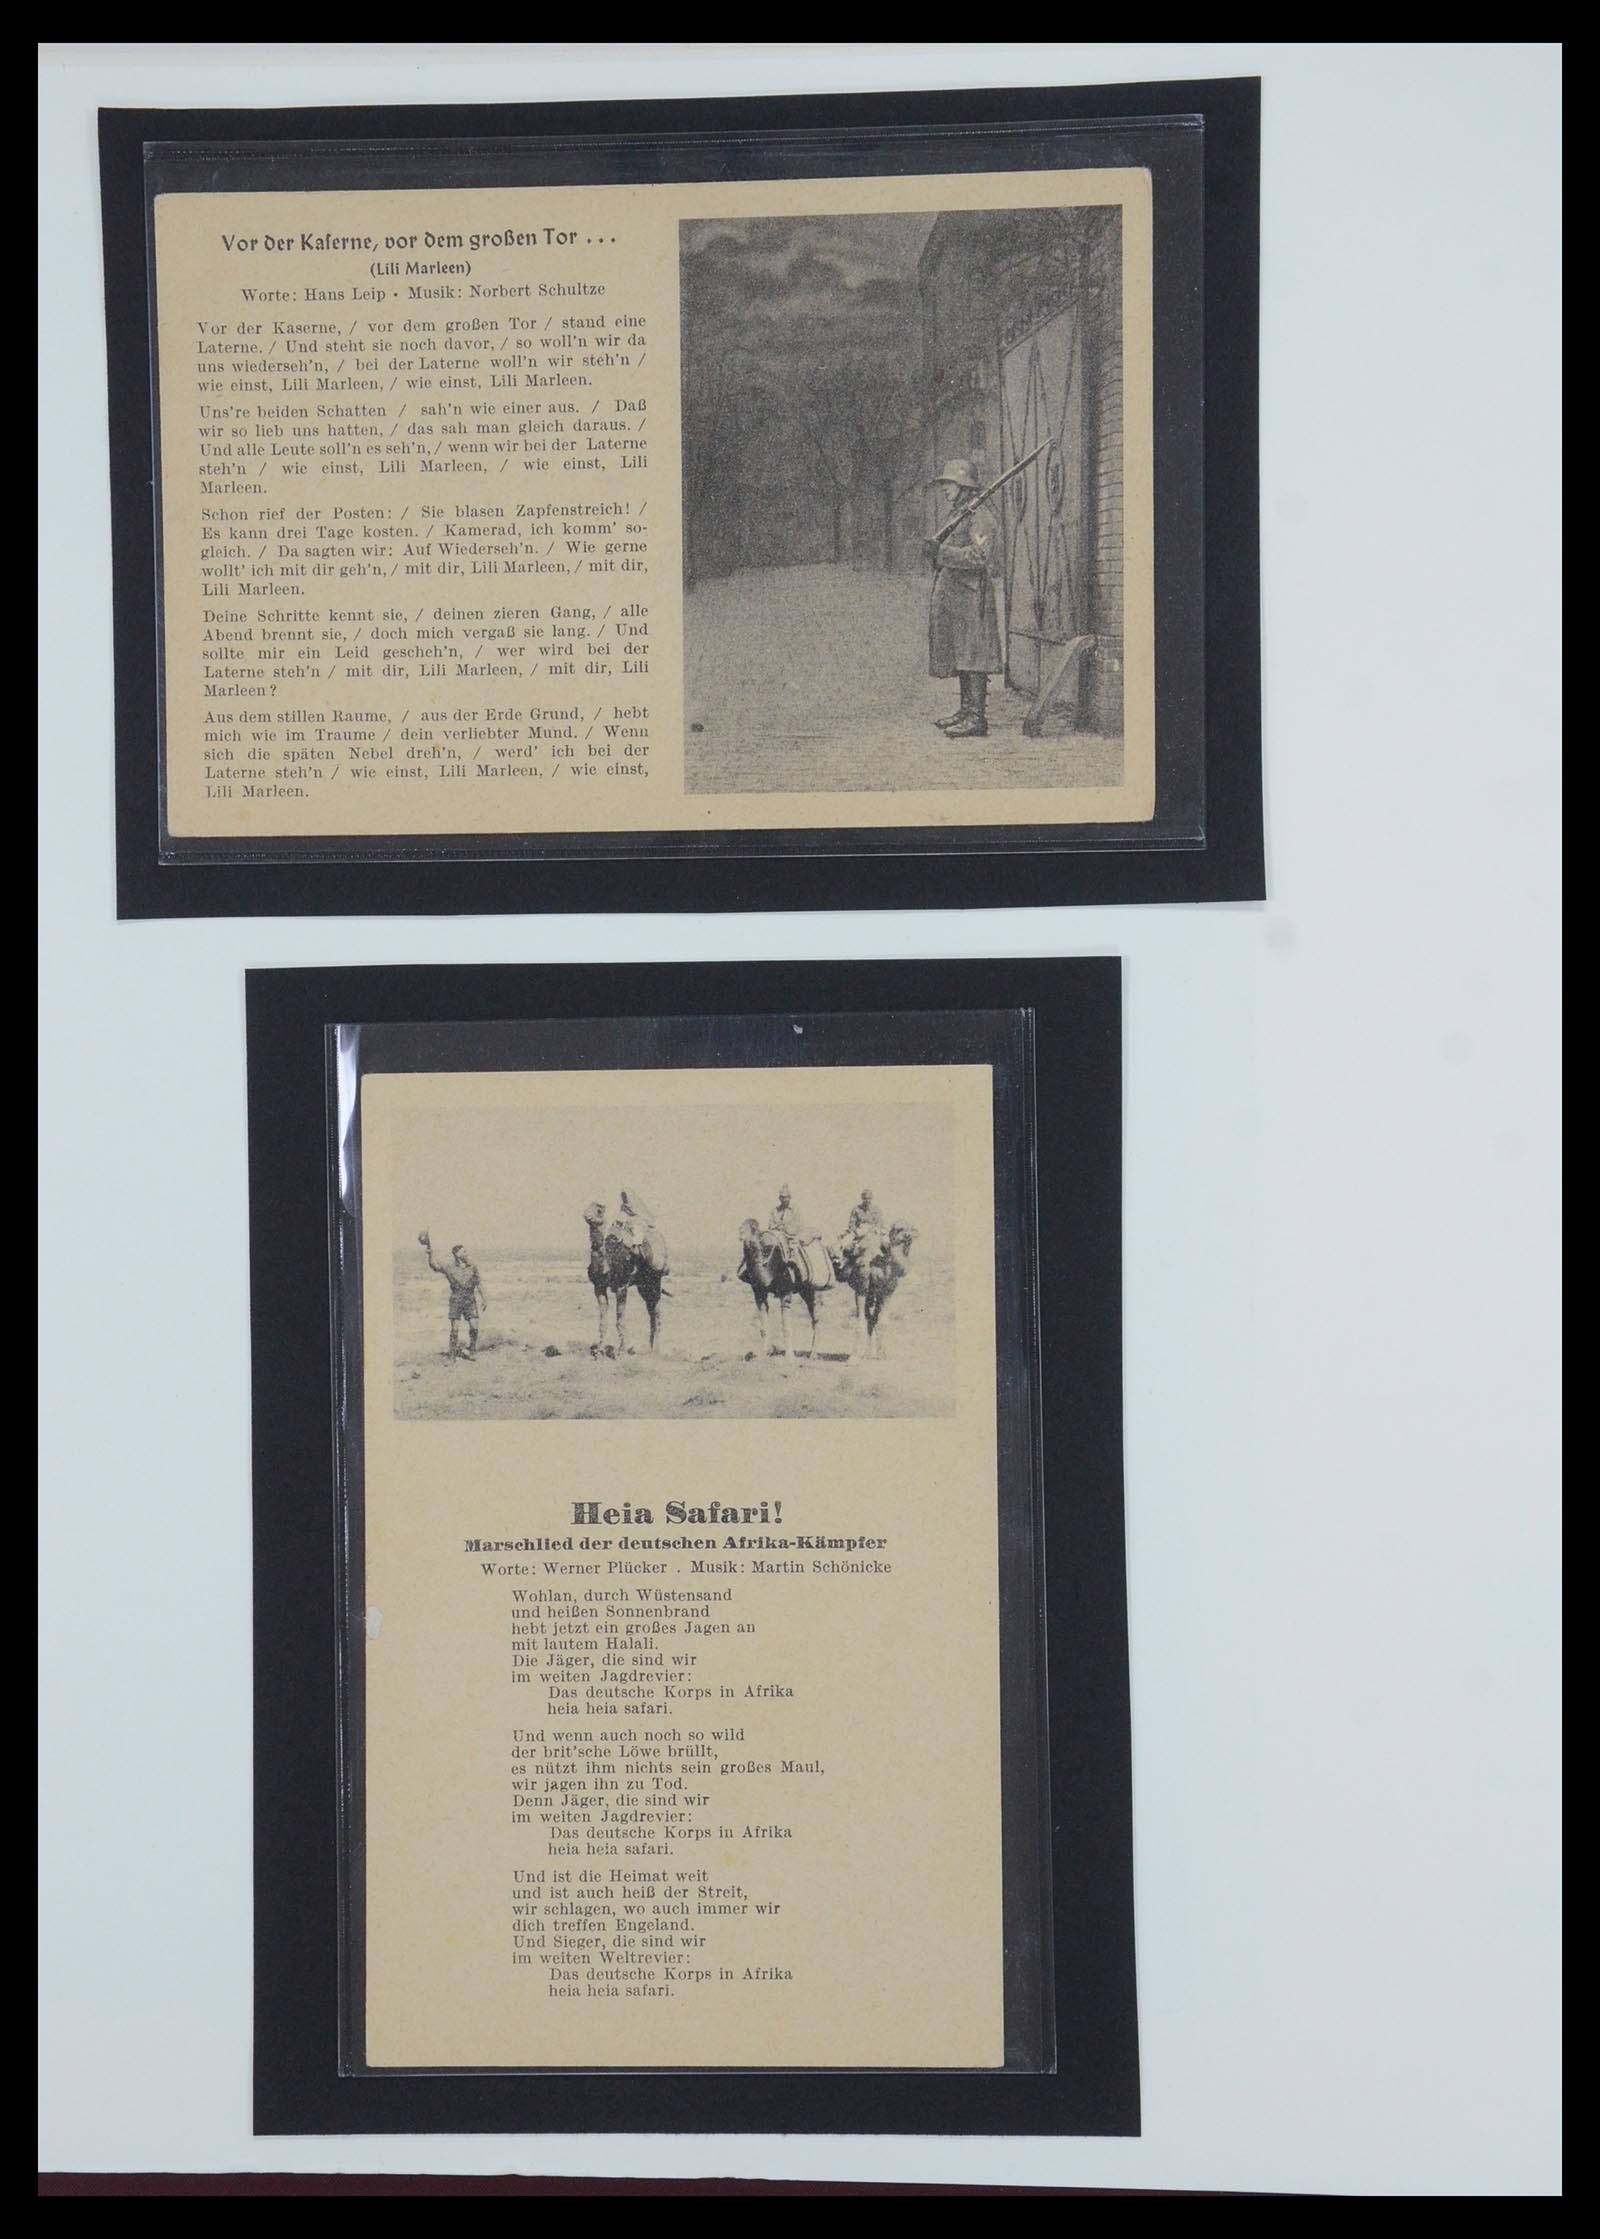 Vor der Kaserne, vor dem großen Tor . . .
(Lili Marleen)
Worte: Hans Leip • Musik: Norbert Schultze
Vor der Kaserne, / vor dem großen Tor / stand eine
Laterne. / Und steht sie noch davor, / so woll'n wir da
uns wiederseh'n, / bei der Laterne woll'n wir steh'n /
wie einst, Lili Marleen, / wie einst, Lili Marleen.
Uns're beiden Schatten / sah'n wie einer aus. / Daß
wir so lieb uns hatten, / das sah man gleich daraus. /
Und alle Leute soll'n es seh'n, / wenn wir bei der Laterne
steh'n / wie einst, Lili Marleen, / wie einst, Lili
Marleen.
Schon rief der Posten: / Sie blasen Zapfenstreich! /
Es kann drei Tage kosten. / Kamerad, ich komm' so-
gleich. / Da sagten wir: Auf Wiederseh'n. / Wie gerne
wollt' ich mit dir geh'n, / mit dir, Lili Marleen, / mit dir,
Lili Marleen.
Deine Schritte kennt sie, / deinen zieren Gang, / alle
Abend brennt sie, / doch mich vergaß sie lang. / Und
sollte mir ein Leid gescheh'n, / wer wird bei der
Laterne steh'n / mit dir, Lili Marleen, / mit dir, Lili
Marleen?
Aus dem stillen Raume, / aus der Erde Grund, / hebt
mich wie im Traume / dein verliebter Mund. / Wenn
sich die späten Nebel dreh'n, / werd' ich bei der
Laterne steh'n / wie einst, Lili Marleen, / wie einst,
Lili Marleen.
Heia Safari!
Marschlied der deutschen Afrika-Kämpfer
Worte: Werner Plücker . Musik: Martin Schönicke
Wohlan, durch Wüstensand
und heißen Sonnenbrand
hebt jetzt ein großes Jagen an
mit lautem Halali.
Die Jäger, die sind wir
im weiten Jagdrevier:
Das deutsche Korps in Afrika
heia heia safari.
Und wenn auch noch so wild
der brit'sche Löwe brüllt,
es nützt ihm nichts sein großes Maul,
wir jagen ihn zu Tod.
Denn Jäger, die sind wir
im weiten Jagdrevier:
Das deutsche Korps in Afrika
heia heia safari.
Und ist die Heimat weit
und ist auch heiß der Streit,
wir schlagen, wo auch immer wir
dich treffen Engeland.
Und Sieger, die sind wir
im weiten Weltrevier:
Das deutsche Korps in Afrika
heia heia safari.